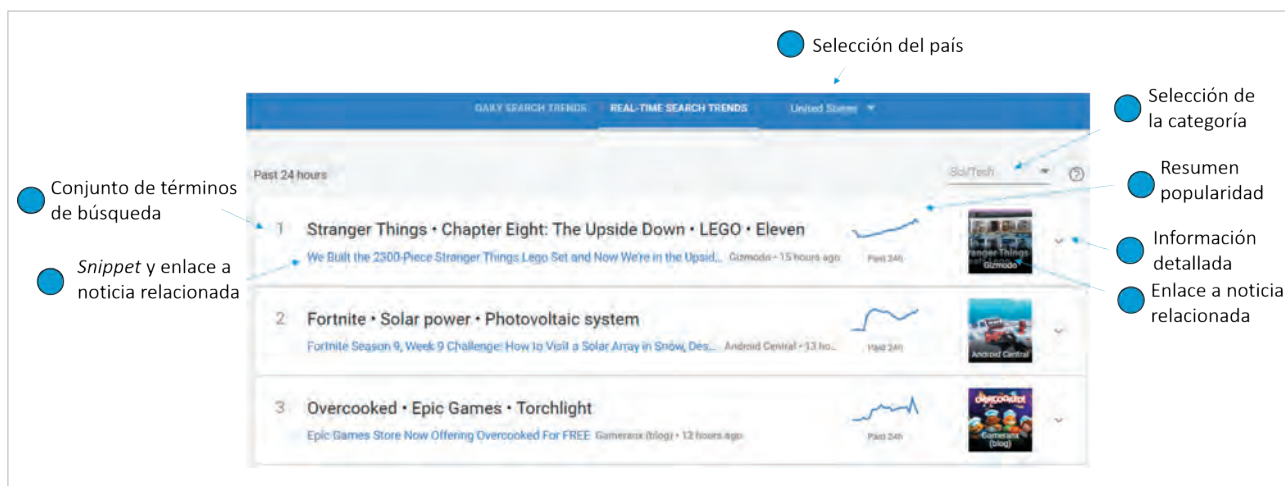 Selección del país
DAILY SEARCH TRENDS REAL-TIME SEARCH TRENDS United States
Selección de
la categoría
Past 24 hours
Sci/Tech
Resumen
popularidad
Conjunto de términos
de búsqueda
1 Stranger Things • Chapter Eight: The Upside Down • LEGO • Eleven
We Built the 2300-Piece Stranger Things Lego Set and Now We're in the Upsid... Gizmodo • 15 hours ago
Past 24h
Stranger Things
Gizmodo
Información
detallada
Snippet y enlace a
noticia relacionada
Enlace a noticia
relacionada
2 Fortnite • Solar power • Photovoltaic system
Fortnite Season 9, Week 9 Challenge: How to Visit a Solar Array in Snow, Des... Android Central • 13 ho...
Past 24h
Android Central
3 Overcooked • Epic Games • Torchlight
Epic Games Store Now Offering Overcooked For FREE Gameranx (blog) • 12 hours ago
Past 24h
OVERCOOKED!
Gameranx
(blog)